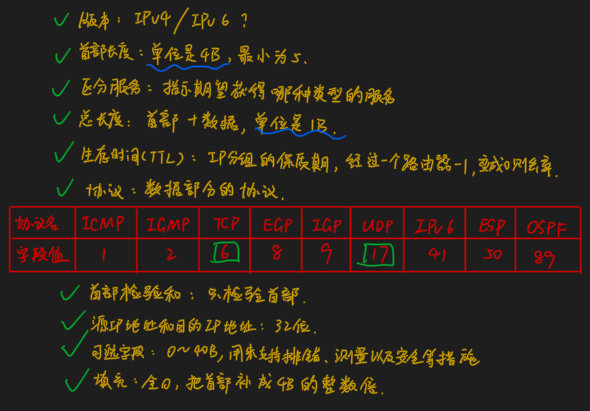 版本：IPV4/IPV6？
首部长度：单位是4B，最小为5.
区分服务：指示期望获得哪种类型的服务
总长度：首部+数据，单位是1B.
生存时间(TTL)：IP分组的保质期，经过一个路由器-1，变成0则丢弃.
协议：数据部分的协议.
协议名 ICMP IGMP TCP EGP IGP UDP IPV6 ESP OSPF
字段值 1 2 6 8 9 17 41 50 89
首部检验和：只检验首部.
源IP地址和目的IP地址：32位.
可选字段：0~40B，用来支持排错、测量以及安全等措施
填充：全0，把首部补成4B的整数倍.